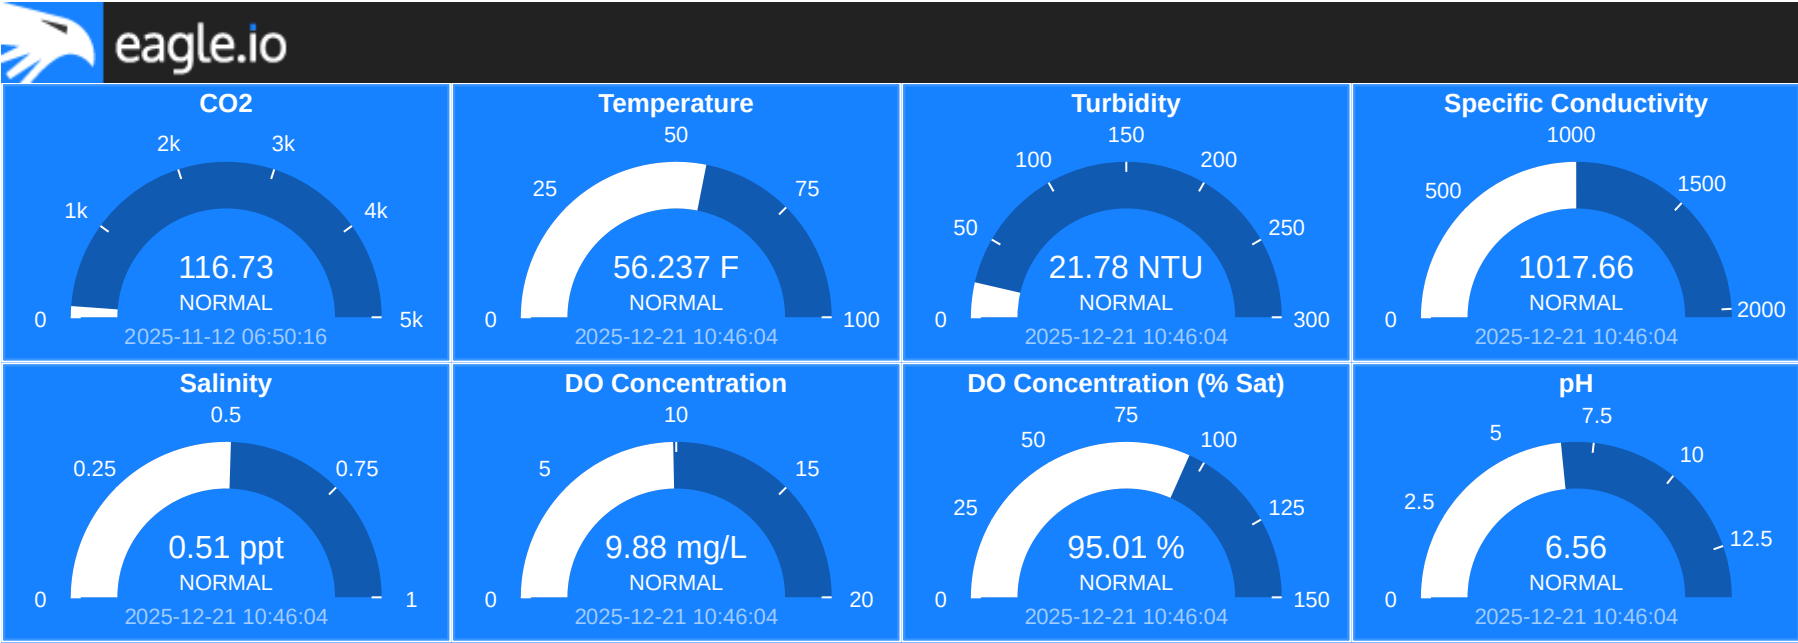 eagle.io
CO2
2k
3k
1k
4k
0
5k
116.73
NORMAL
2025-11-12 06:50:16
Temperature
50
25
75
0
100
56.237 F
NORMAL
2025-12-21 10:46:04
Turbidity
150
100
200
50
250
0
300
21.78 NTU
NORMAL
2025-12-21 10:46:04
Specific Conductivity
1000
500
1500
0
2000
1017.66
NORMAL
2025-12-21 10:46:04
Salinity
0.5
0.25
0.75
0
1
0.51 ppt
NORMAL
2025-12-21 10:46:04
DO Concentration
10
5
15
0
20
9.88 mg/L
NORMAL
2025-12-21 10:46:04
DO Concentration (% Sat)
75
50
100
25
125
0
150
95.01 %
NORMAL
2025-12-21 10:46:04
pH
7.5
5
10
2.5
12.5
0
6.56
NORMAL
2025-12-21 10:46:04